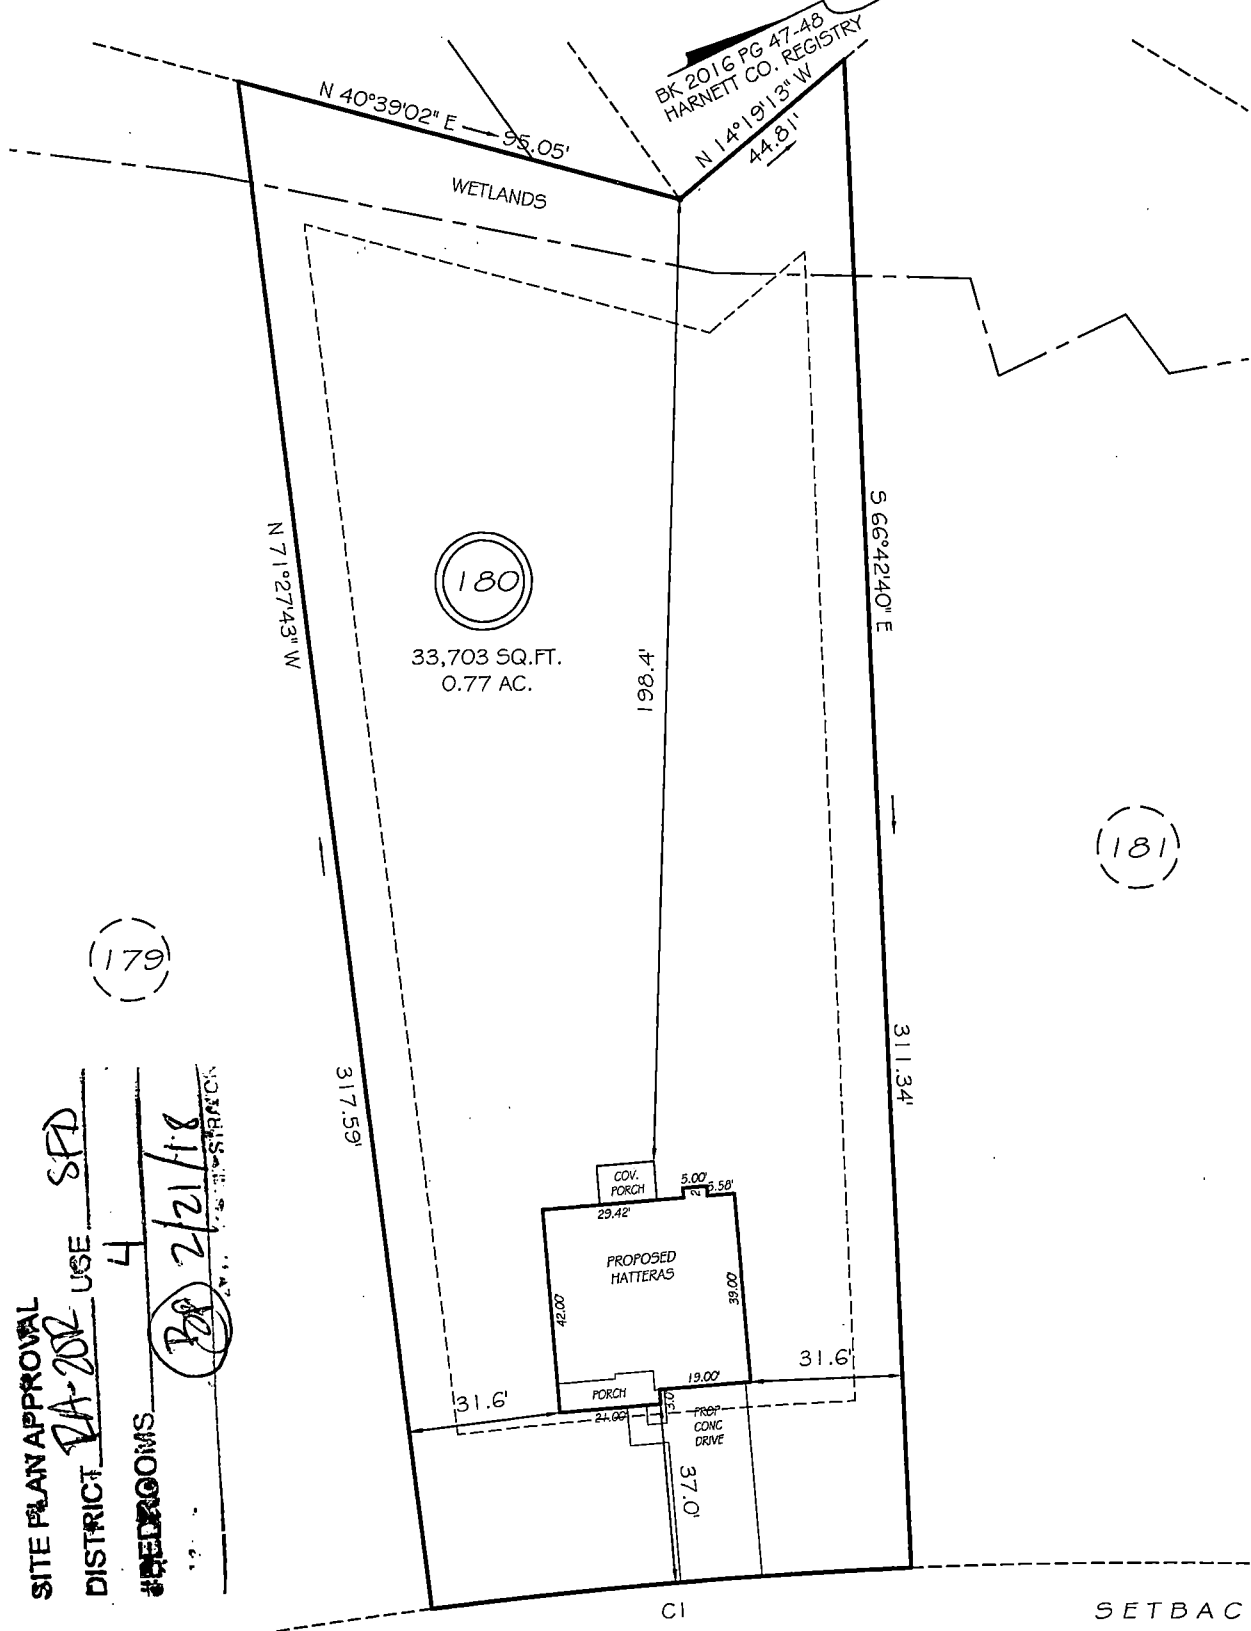 BK 2016 PG 47-48
HARNETT CO. REGISTRY
N 14°19'13" W
44.81'
N 40°39'02" E
95.05'
WETLANDS
S 66°42'40" E
N 71°27'43" W
180
33,703 SQ.FT.
0.77 AC.
198.4'
181
179
311.34'
317.59'
COV.
PORCH
5.00'
5.58'
2
29.42'
PROPOSED
HATTERAS
42.00'
39.00'
31.6'
19.00'
PORCH
31.6'
21.00'
3.0
PROP
CONC
DRIVE
37.0'
C1
SETBAC
SITE PLAN APPROVAL
DISTRICT RA-20R USE SFD
#BEDROOMS 4
2/21/18